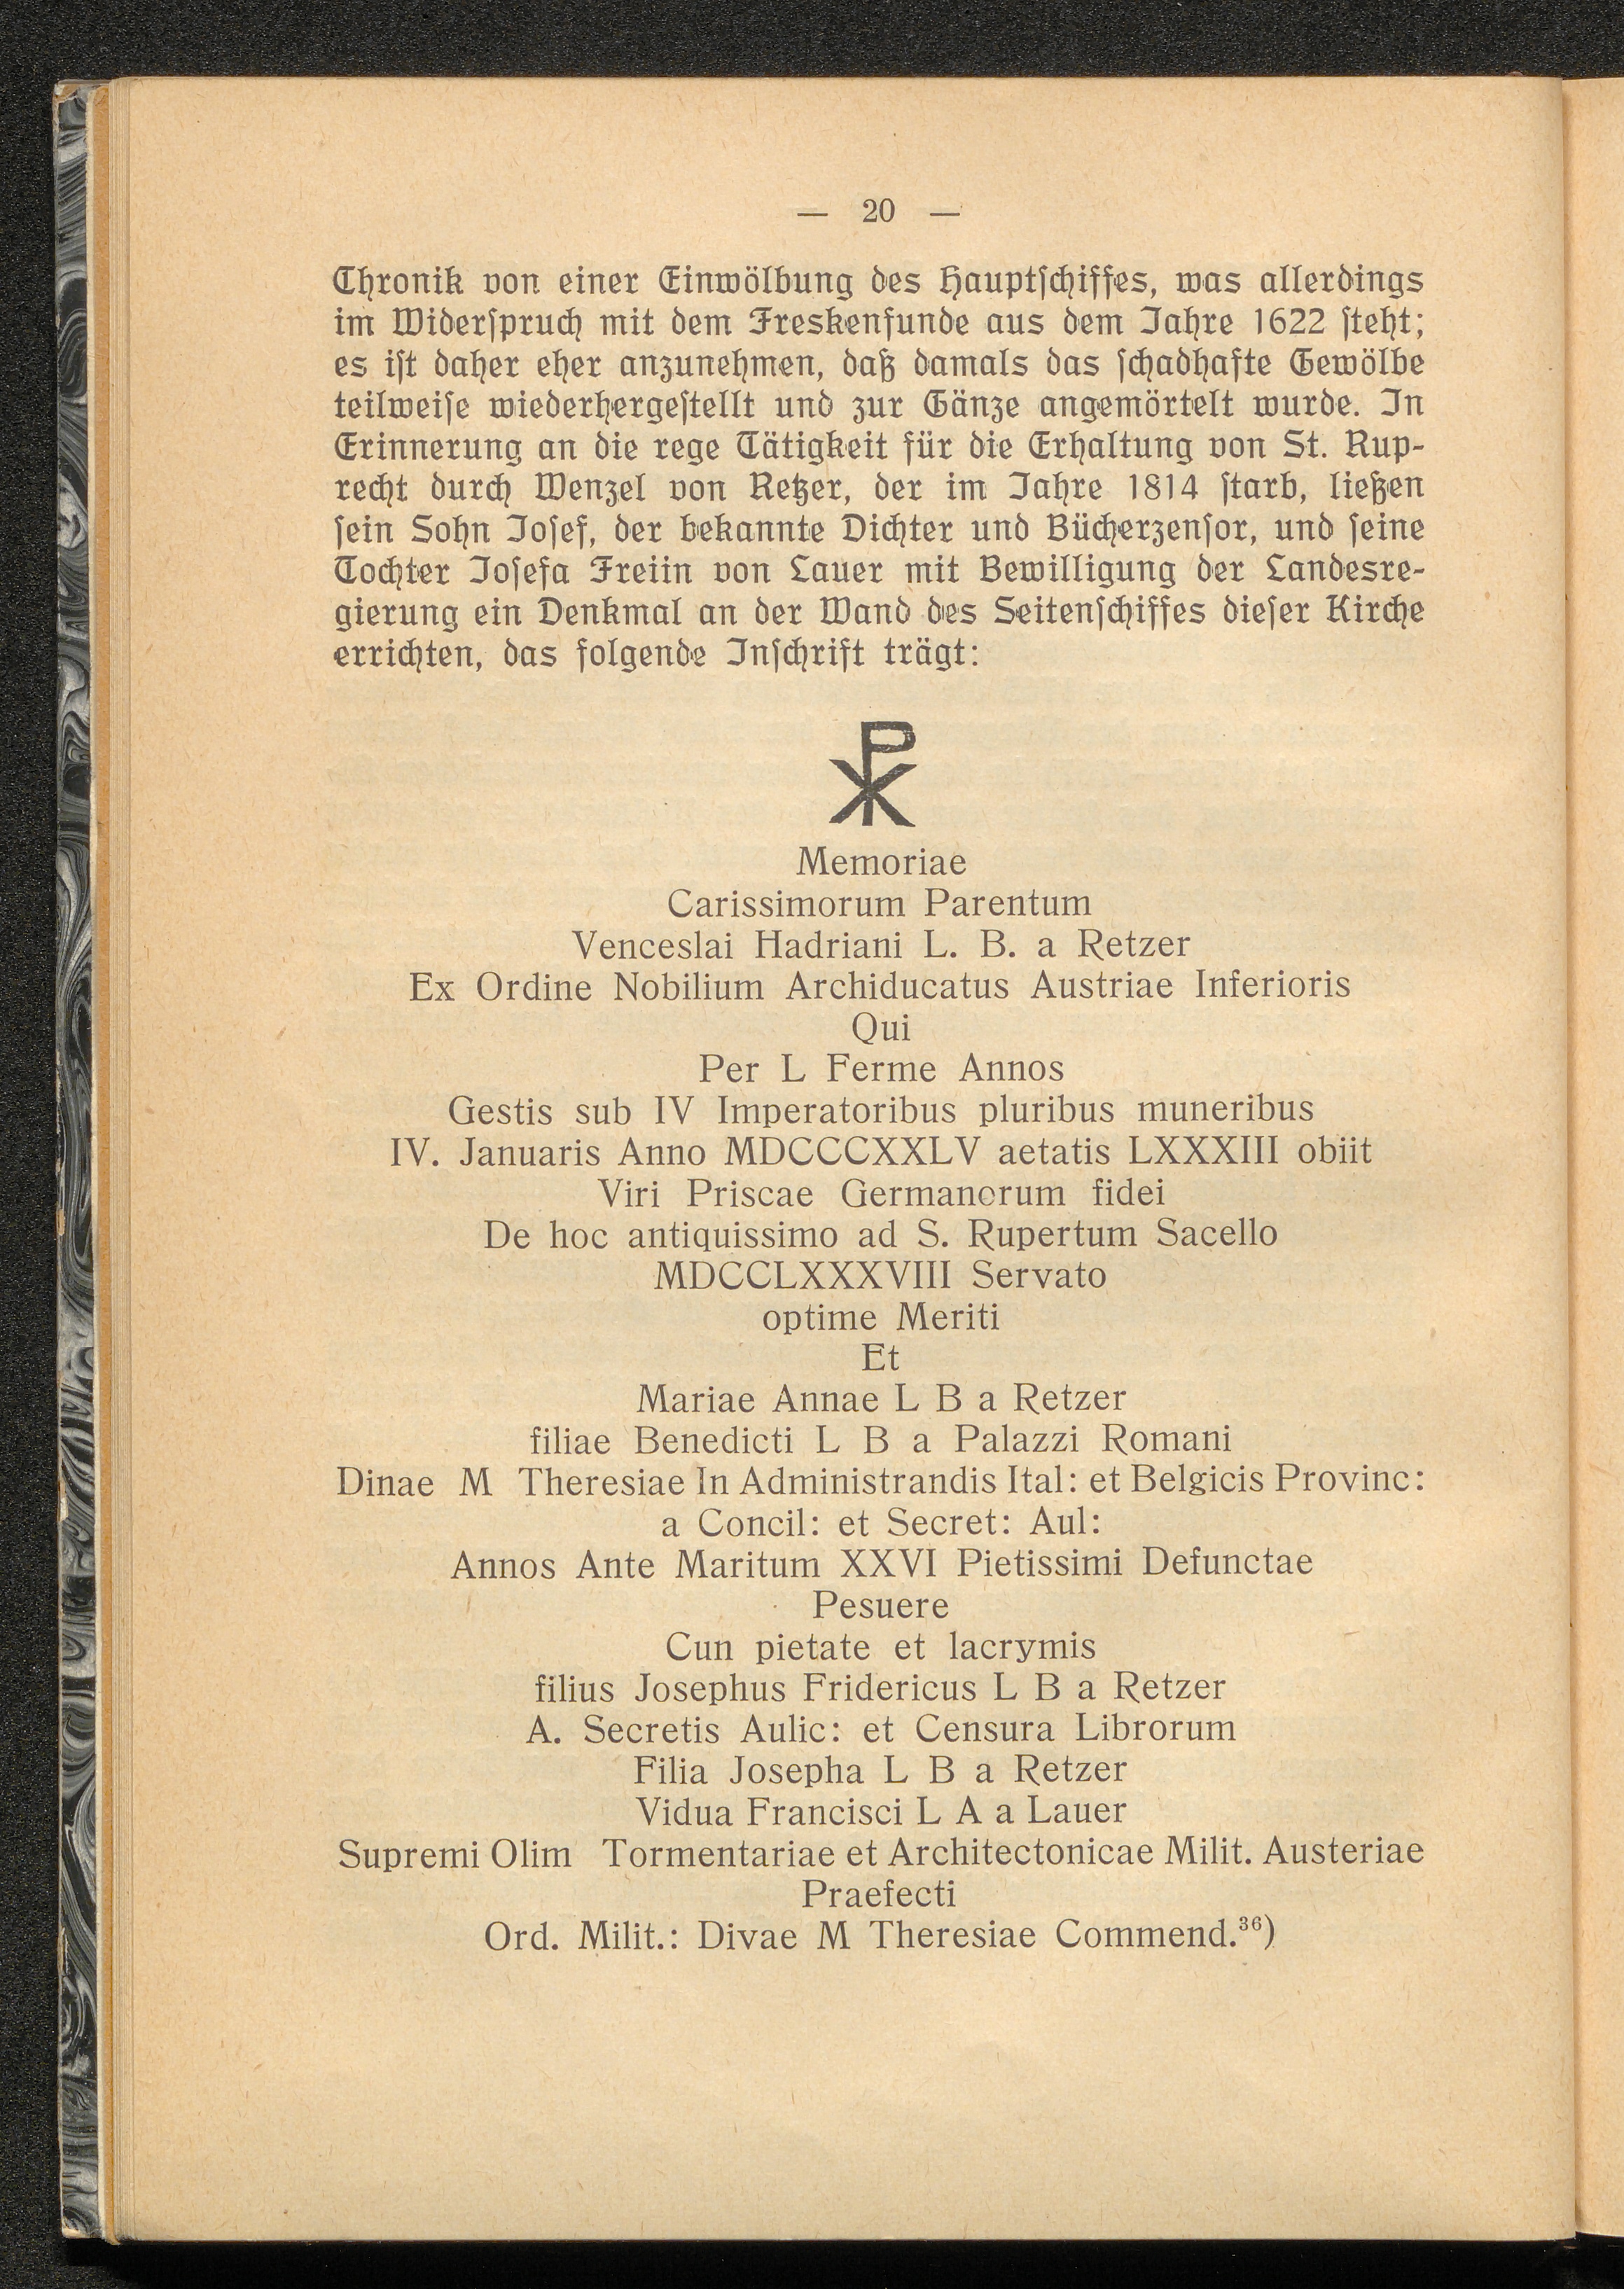 — 20 —
Chronik von einer Einwölbung des Hauptschiffes, was allerdings
im Widerspruch mit dem Freskenfunde aus dem Jahre 1622 steht;
es ist daher eher anzunehmen, daß damals das schadhafte Gewölbe
teilweise wiederhergestellt und zur Gänze angemörtelt wurde. In
Erinnerung an die rege Tätigkeit für die Erhaltung von St. Rup-
recht durch Wenzel von Retzer, der im Jahre 1814 starb, ließen
sein Sohn Josef, der bekannte Dichter und Bücherzensor, und seine
Tochter Josefa Freiin von Lauer mit Bewilligung der Landesre-
gierung ein Denkmal an der Wand des Seitenschiffes dieser Kirche
errichten, das folgende Inschrift trägt:
Memoriae
Carissimorum Parentum
Venceslai Hadriani L. B. a Retzer
Ex Ordine Nobilium Archiducatus Austriae Inferioris
Qui
Per L Ferme Annos
Gestis sub IV Imperatoribus pluribus muneribus
IV. Januaris Anno MDCCCXXLV aetatis LXXXIII obiit
Viri Priscae Germanorum fidei
De hoc antiquissimo ad S. Rupertum Sacello
MDCCLXXXVIII Servato
optime Meriti
Et
Mariae Annae L B a Retzer
filiae Benedicti L B a Palazzi Romani
Dinae M Theresiae In Administrandis Ital: et Belgicis Provinc:
a Concil: et Secret: Aul:
Annos Ante Maritum XXVI Pietissimi Defunctae
Pesuere
Cun pietate et lacrymis
filius Josephus Fridericus L B a Retzer
A. Secretis Aulic: et Censura Librorum
Filia Josepha L B a Retzer
Vidua Francisci L A a Lauer
Supremi Olim Tormentariae et Architectonicae Milit. Austeriae
Praefecti
Ord. Milit.: Divae M Theresiae Commend.³⁶)